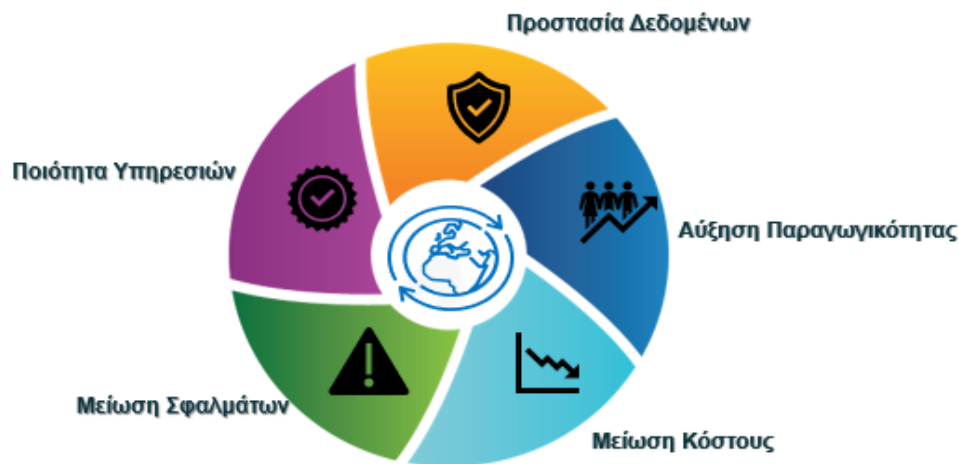 Προστασία Δεδομένων
Ποιότητα Υπηρεσιών
Αύξηση Παραγωγικότητας
Μείωση Σφαλμάτων
Μείωση Κόστους